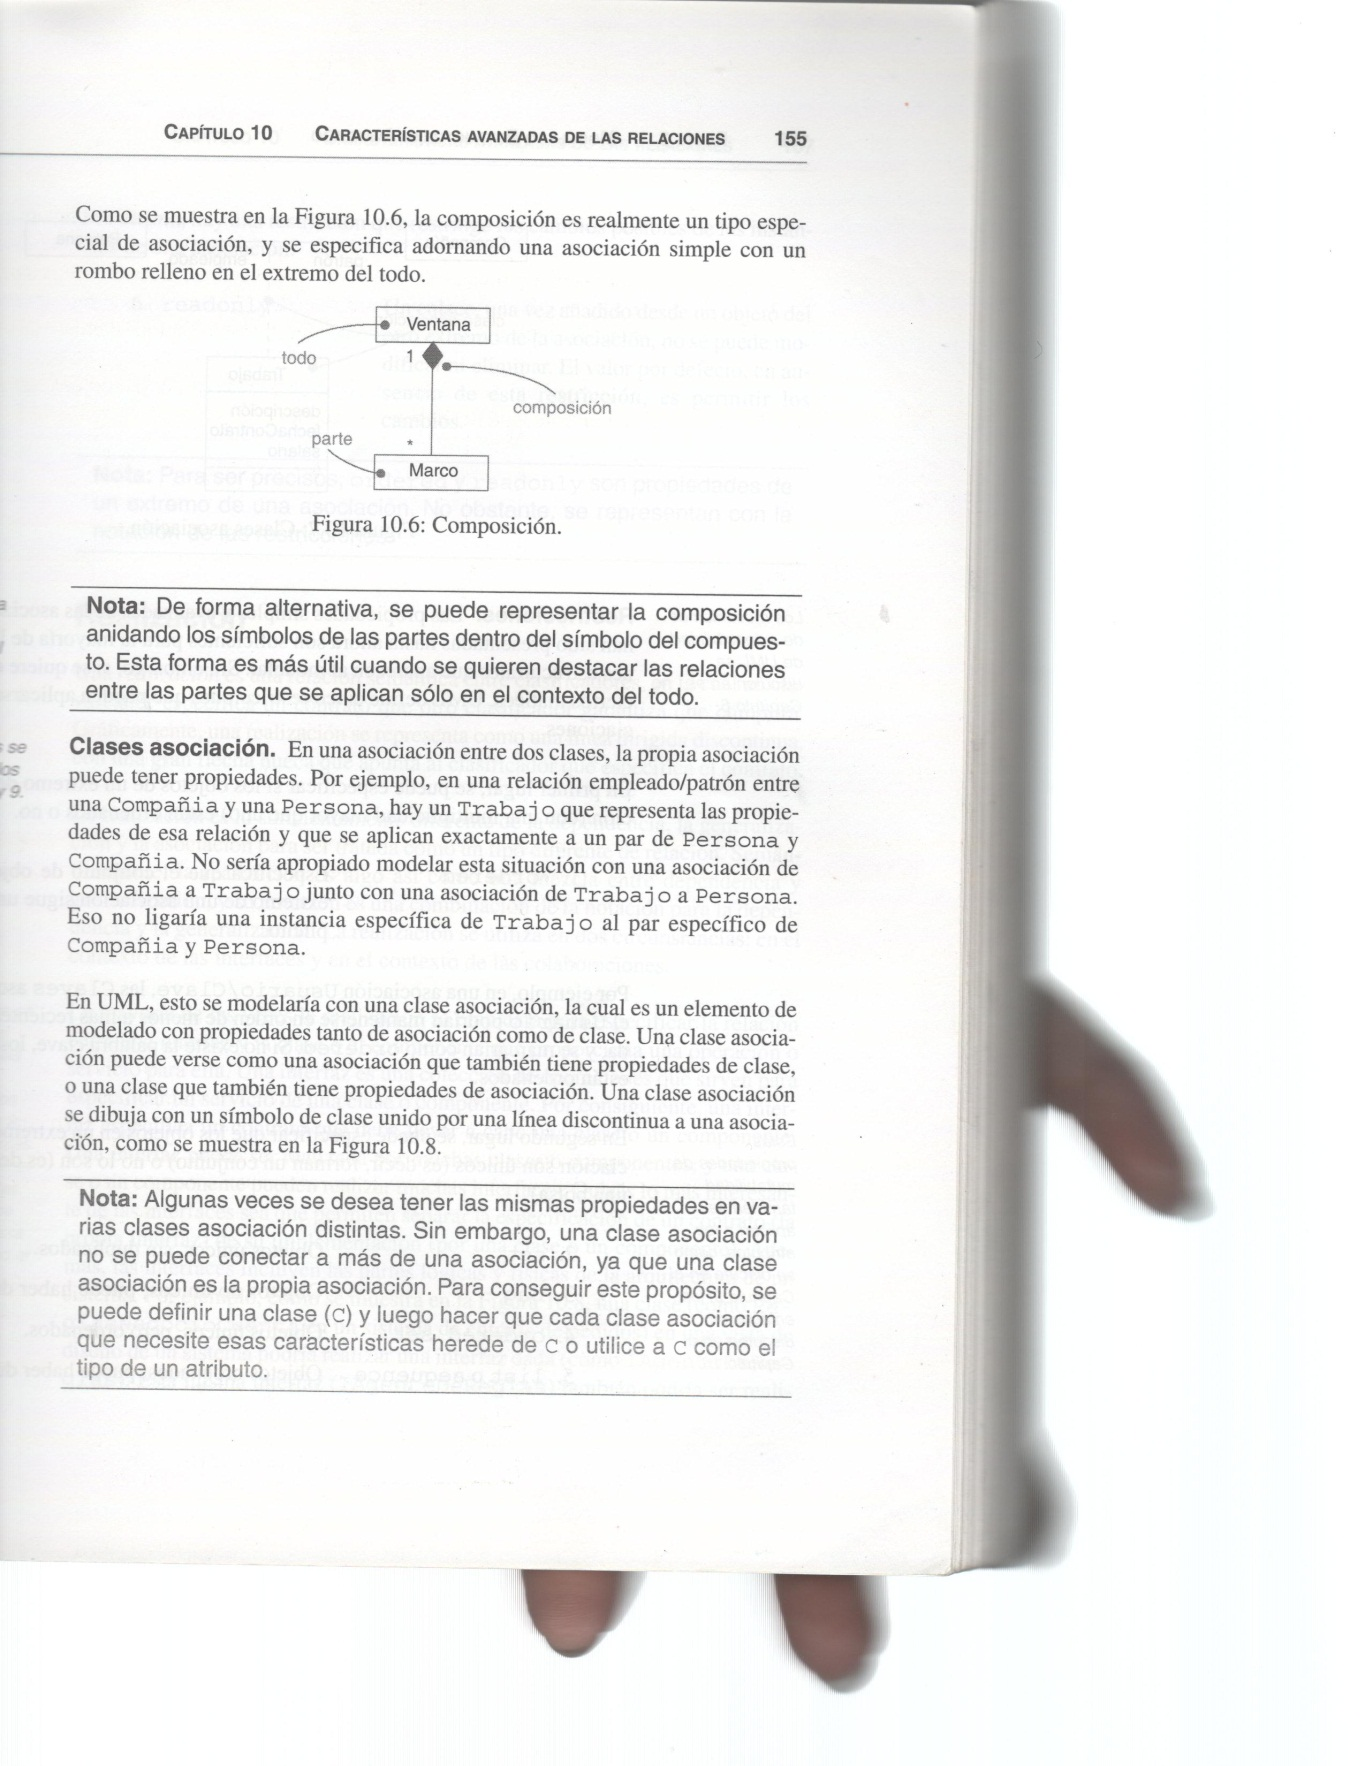 CAPÍTULO 10 CARACTERÍSTICAS AVANZADAS DE LAS RELACIONES 155
Como se muestra en la Figura 10.6, la composición es realmente un tipo espe-
cial de asociación, y se especifica adornando una asociación simple con un
rombo relleno en el extremo del todo.
Ventana
todo
1
composición
parte
*
Marco
Figura 10.6: Composición.
Nota: De forma alternativa, se puede representar la composición
anidando los símbolos de las partes dentro del símbolo del compues-
to. Esta forma es más útil cuando se quieren destacar las relaciones
entre las partes que se aplican sólo en el contexto del todo.
se
los
y 9.
Clases asociación. En una asociación entre dos clases, la propia asociación
puede tener propiedades. Por ejemplo, en una relación empleado/patrón entre
una Compañia y una Persona, hay un Trabajo que representa las propie-
dades de esa relación y que se aplican exactamente a un par de Persona y
Compañia. No sería apropiado modelar esta situación con una asociación de
Compañia a Trabajo junto con una asociación de Trabajo a Persona.
Eso no ligaría una instancia específica de Trabajo al par específico de
Compañia y Persona.
En UML, esto se modelaría con una clase asociación, la cual es un elemento de
modelado con propiedades tanto de asociación como de clase. Una clase asocia-
ción puede verse como una asociación que también tiene propiedades de clase,
o una clase que también tiene propiedades de asociación. Una clase asociación
se dibuja con un símbolo de clase unido por una línea discontinua a una asocia-
ción, como se muestra en la Figura 10.8.
Nota: Algunas veces se desea tener las mismas propiedades en va-
rias clases asociación distintas. Sin embargo, una clase asociación
no se puede conectar a más de una asociación, ya que una clase
asociación es la propia asociación. Para conseguir este propósito, se
puede definir una clase (C) y luego hacer que cada clase asociación
que necesite esas características herede de C o utilice a C como el
tipo de un atributo.